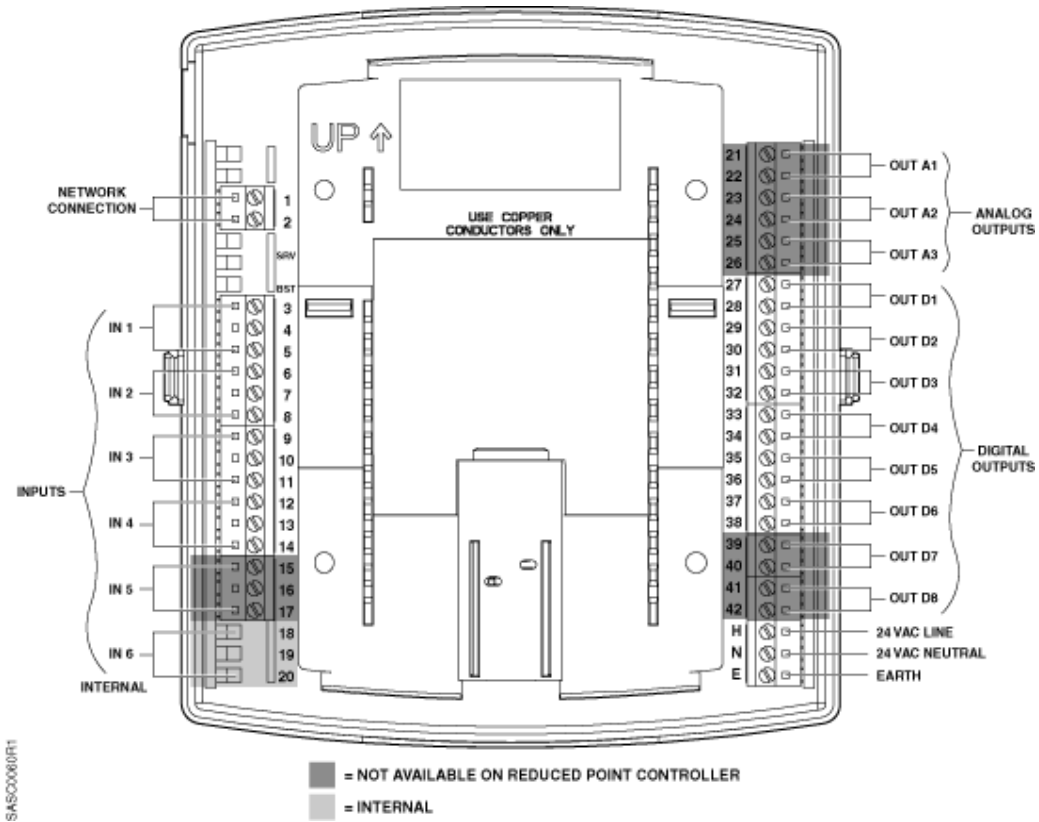 UP
USE COPPER
CONDUCTORS ONLY
NETWORK
CONNECTION
1
2
SRV
BST
INPUTS
IN 1
3
4
5
IN 2
6
7
8
IN 3
9
10
11
IN 4
12
13
14
IN 5
15
16
17
IN 6
18
19
20
INTERNAL
21
22
OUT A1
23
24
OUT A2
25
26
OUT A3
ANALOG
OUTPUTS
27
28
OUT D1
29
30
OUT D2
31
32
OUT D3
33
34
OUT D4
35
36
OUT D5
37
38
OUT D6
39
40
OUT D7
41
42
OUT D8
DIGITAL
OUTPUTS
H
24 VAC LINE
N
24 VAC NEUTRAL
E
EARTH
= NOT AVAILABLE ON REDUCED POINT CONTROLLER
= INTERNAL
SASC0060R1